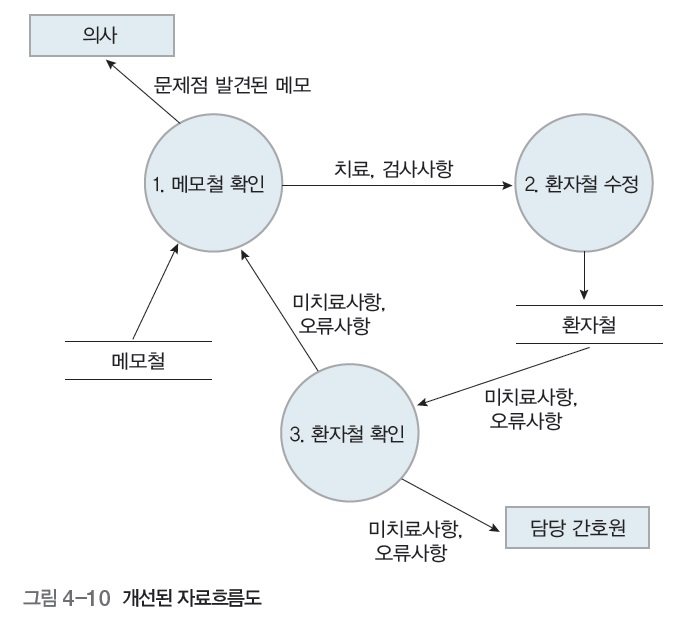 의사
문제점 발견된 메모
1. 메모철 확인
치료, 검사사항
2. 환자철 수정
미치료사항,
오류사항
환자철
메모철
미치료사항,
오류사항
3. 환자철 확인
미치료사항,
오류사항
담당 간호원
그림 4-10 개선된 자료흐름도